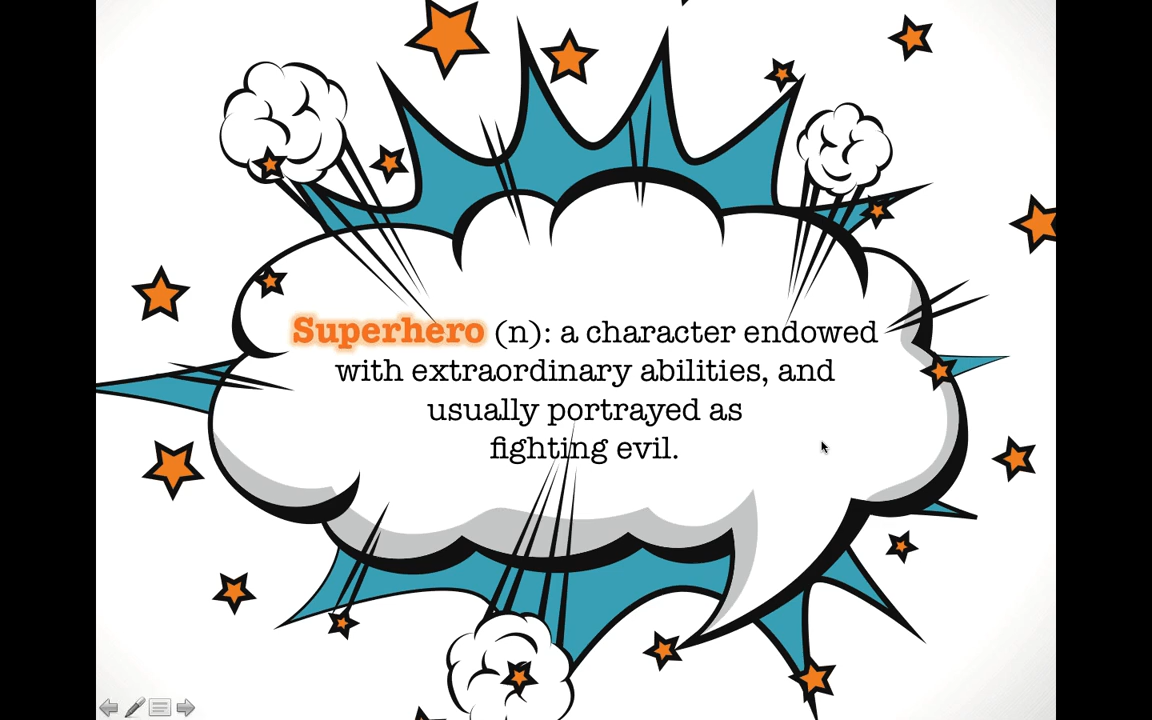 Superhero (n): a character endowed
with extraordinary abilities, and
usually portrayed as
fighting evil.